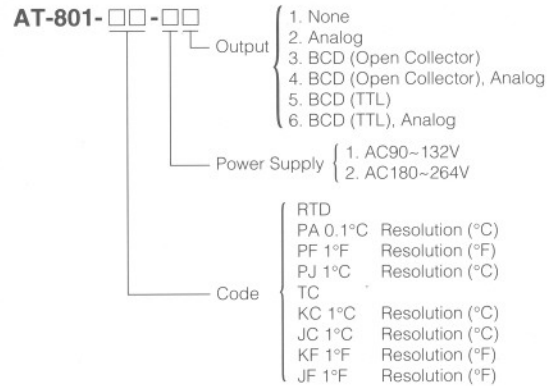 AT-801-□□-□□
Output
1. None
2. Analog
3. BCD (Open Collector)
4. BCD (Open Collector), Analog
5. BCD (TTL)
6. BCD (TTL), Analog
Power Supply
1. AC90~132V
2. AC180~264V
Code
RTD
PA 0.1°C Resolution (°C)
PF 1°F Resolution (°F)
PJ 1°C Resolution (°C)
TC
KC 1°C Resolution (°C)
JC 1°C Resolution (°C)
KF 1°F Resolution (°F)
JF 1°F Resolution (°F)